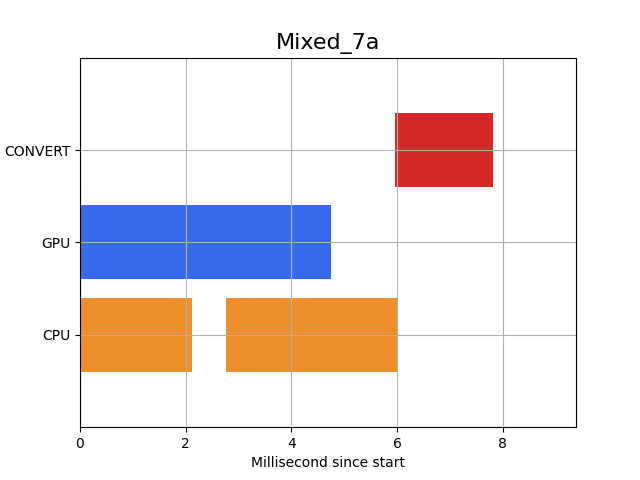 Mixed_7a
CONVERT
GPU
CPU
0 2 4 6 8
Millisecond since start